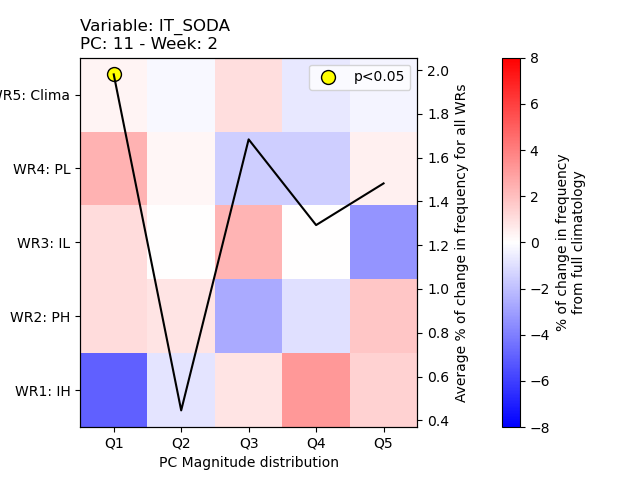 Variable: IT_SODA
PC: 11 - Week: 2
p<0.05
WR5: Clima
WR4: PL
WR3: IL
WR2: PH
WR1: IH
Q1 Q2 Q3 Q4 Q5
PC Magnitude distribution
2.0
1.8
1.6
1.4
1.2
1.0
0.8
0.6
0.4
Average % of change in frequency for all WRs
8
6
4
2
0
−2
−4
−6
−8
% of change in frequency
from full climatology